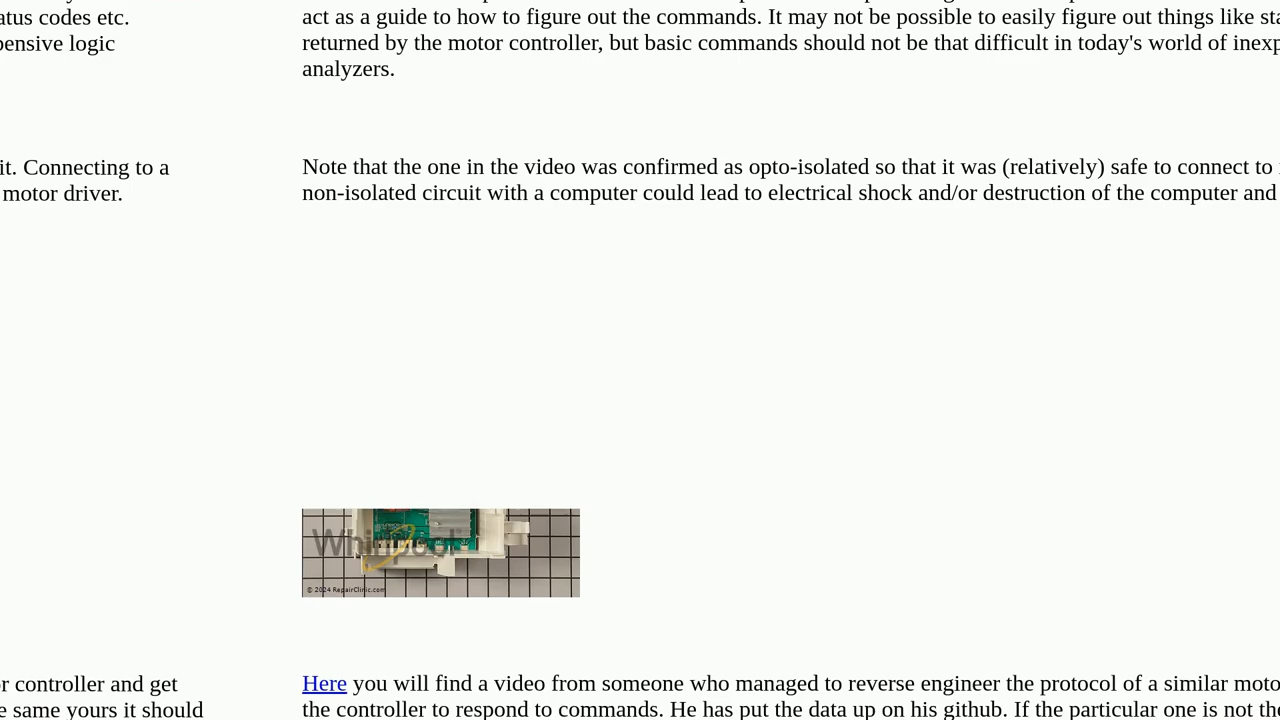 atus codes etc.
pensive logic
it. Connecting to a
motor driver.
act as a guide to how to figure out the commands. It may not be possible to easily figure out things like sta
returned by the motor controller, but basic commands should not be that difficult in today's world of inexp
analyzers.
Note that the one in the video was confirmed as opto-isolated so that it was (relatively) safe to connect to
non-isolated circuit with a computer could lead to electrical shock and/or destruction of the computer and
Whirlpool
© 2024 RepairClinic.com
r controller and get
e same yours it should
Here you will find a video from someone who managed to reverse engineer the protocol of a similar moto
the controller to respond to commands. He has put the data up on his github. If the particular one is not the